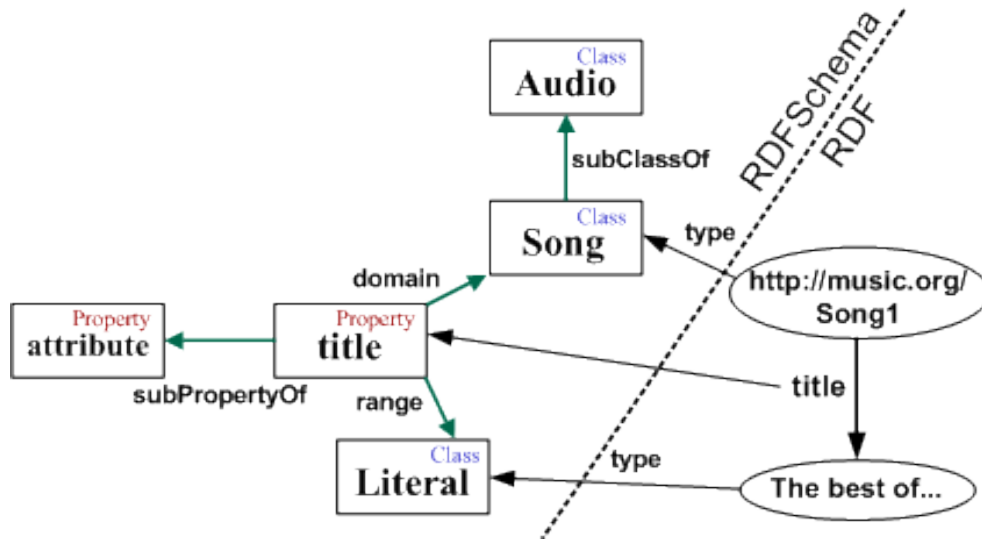 Class
Audio
RDFSchema
RDF
subClassOf
Class
Song
type
http://music.org/
Song1
domain
Property
attribute
Property
title
subPropertyOf
range
title
Class
Literal
type
The best of...